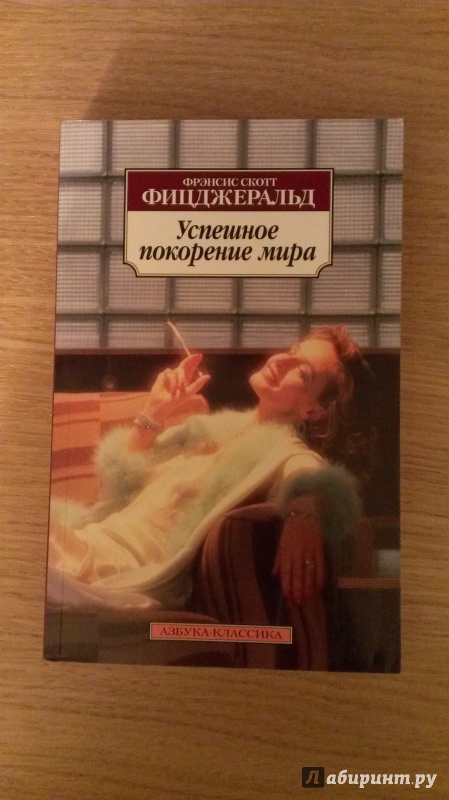 ФРЭНСИС СКОТТ
ФИЦДЖЕРАЛЬД
Успешное
покорение мира
АЗБУКА-КЛАССИКА
Лабиринт.ру